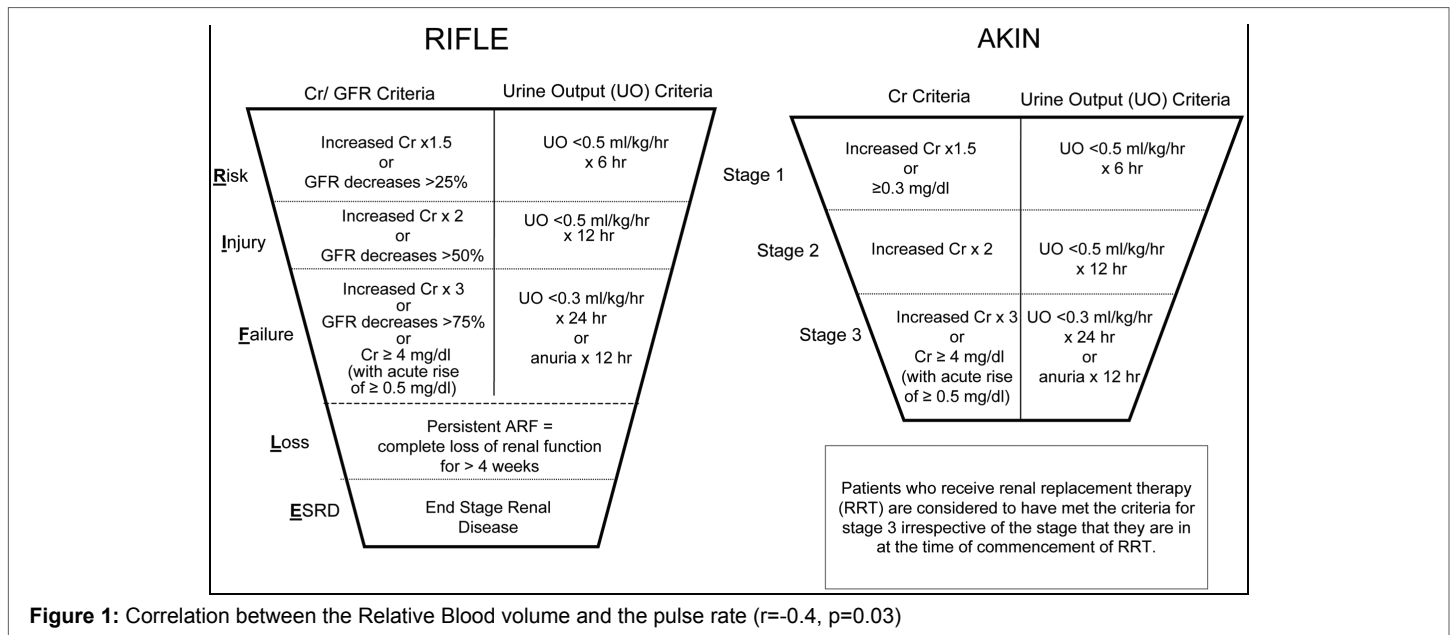 RIFLE
Cr/ GFR Criteria
Urine Output (UO) Criteria
Risk
Increased Cr x1.5
or
GFR decreases >25%
UO <0.5 ml/kg/hr
x 6 hr
Injury
Increased Cr x 2
or
GFR decreases >50%
UO <0.5 ml/kg/hr
x 12 hr
Failure
Increased Cr x 3
or
GFR decreases >75%
or
Cr ≥ 4 mg/dl
(with acute rise
of ≥ 0.5 mg/dl)
UO <0.3 ml/kg/hr
x 24 hr
or
anuria x 12 hr
Loss
Persistent ARF =
complete loss of renal function
for > 4 weeks
ESRD
End Stage Renal
Disease
AKIN
Cr Criteria
Urine Output (UO) Criteria
Stage 1
Increased Cr x1.5
or
≥0.3 mg/dl
UO <0.5 ml/kg/hr
x 6 hr
Stage 2
Increased Cr x 2
UO <0.5 ml/kg/hr
x 12 hr
Stage 3
Increased Cr x 3
or
Cr ≥ 4 mg/dl
(with acute rise
of ≥ 0.5 mg/dl)
UO <0.3 ml/kg/hr
x 24 hr
or
anuria x 12 hr
Patients who receive renal replacement therapy
(RRT) are considered to have met the criteria for
stage 3 irrespective of the stage that they are in
at the time of commencement of RRT.
Figure 1: Correlation between the Relative Blood volume and the pulse rate (r=-0.4, p=0.03)